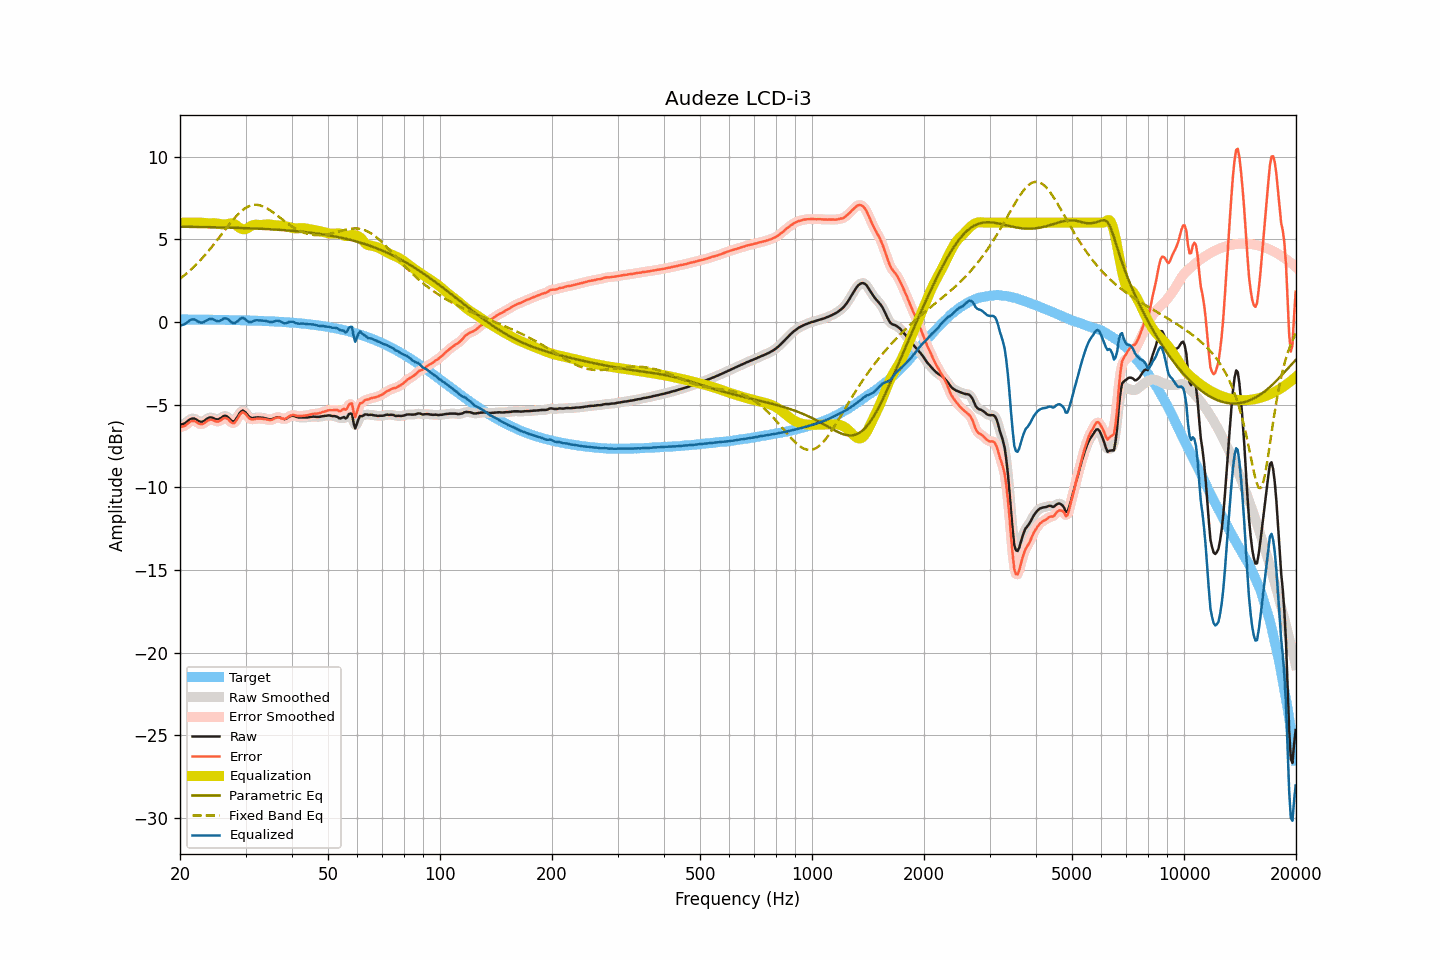 Audeze LCD-i3
10
5
0
−5
−10
−15
−20
−25
−30
Amplitude (dBr)
Target
Raw Smoothed
Error Smoothed
Raw
Error
Equalization
Parametric Eq
Fixed Band Eq
Equalized
20 50 100 200 500 1000 2000 5000 10000 20000
Frequency (Hz)